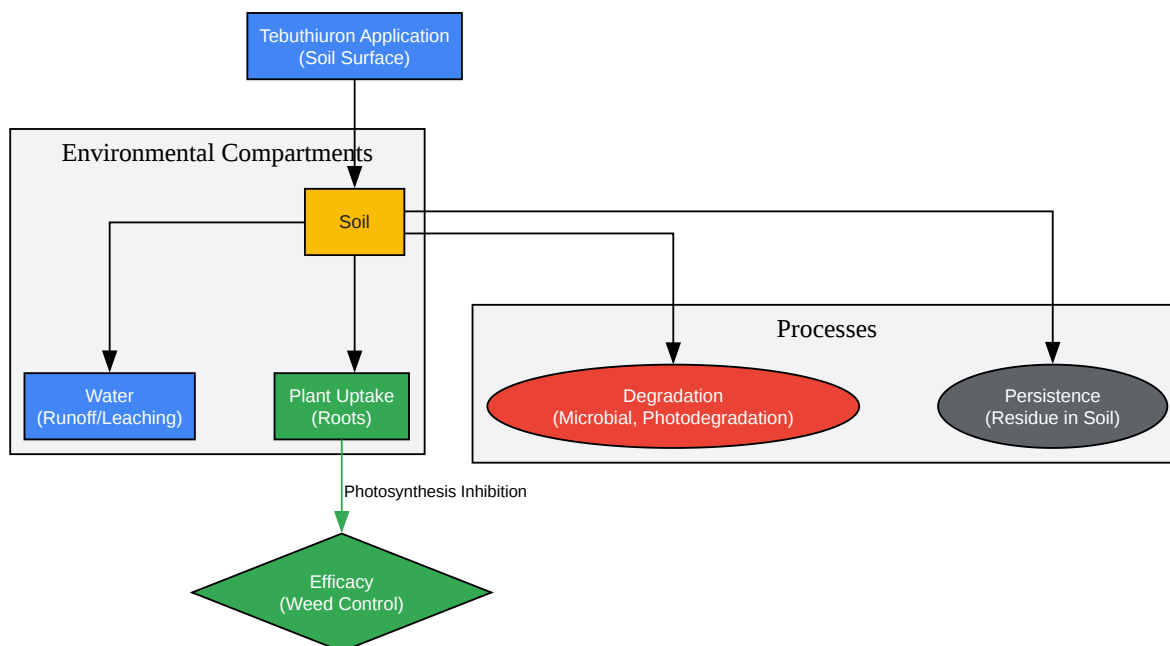 Tebuthiuron Application
(Soil Surface)
Environmental Compartments
Soil
Processes
Water
(Runoff/Leaching)
Plant Uptake
(Roots)
Degradation
(Microbial, Photodegradation)
Persistence
(Residue in Soil)
Photosynthesis Inhibition
Efficacy
(Weed Control)